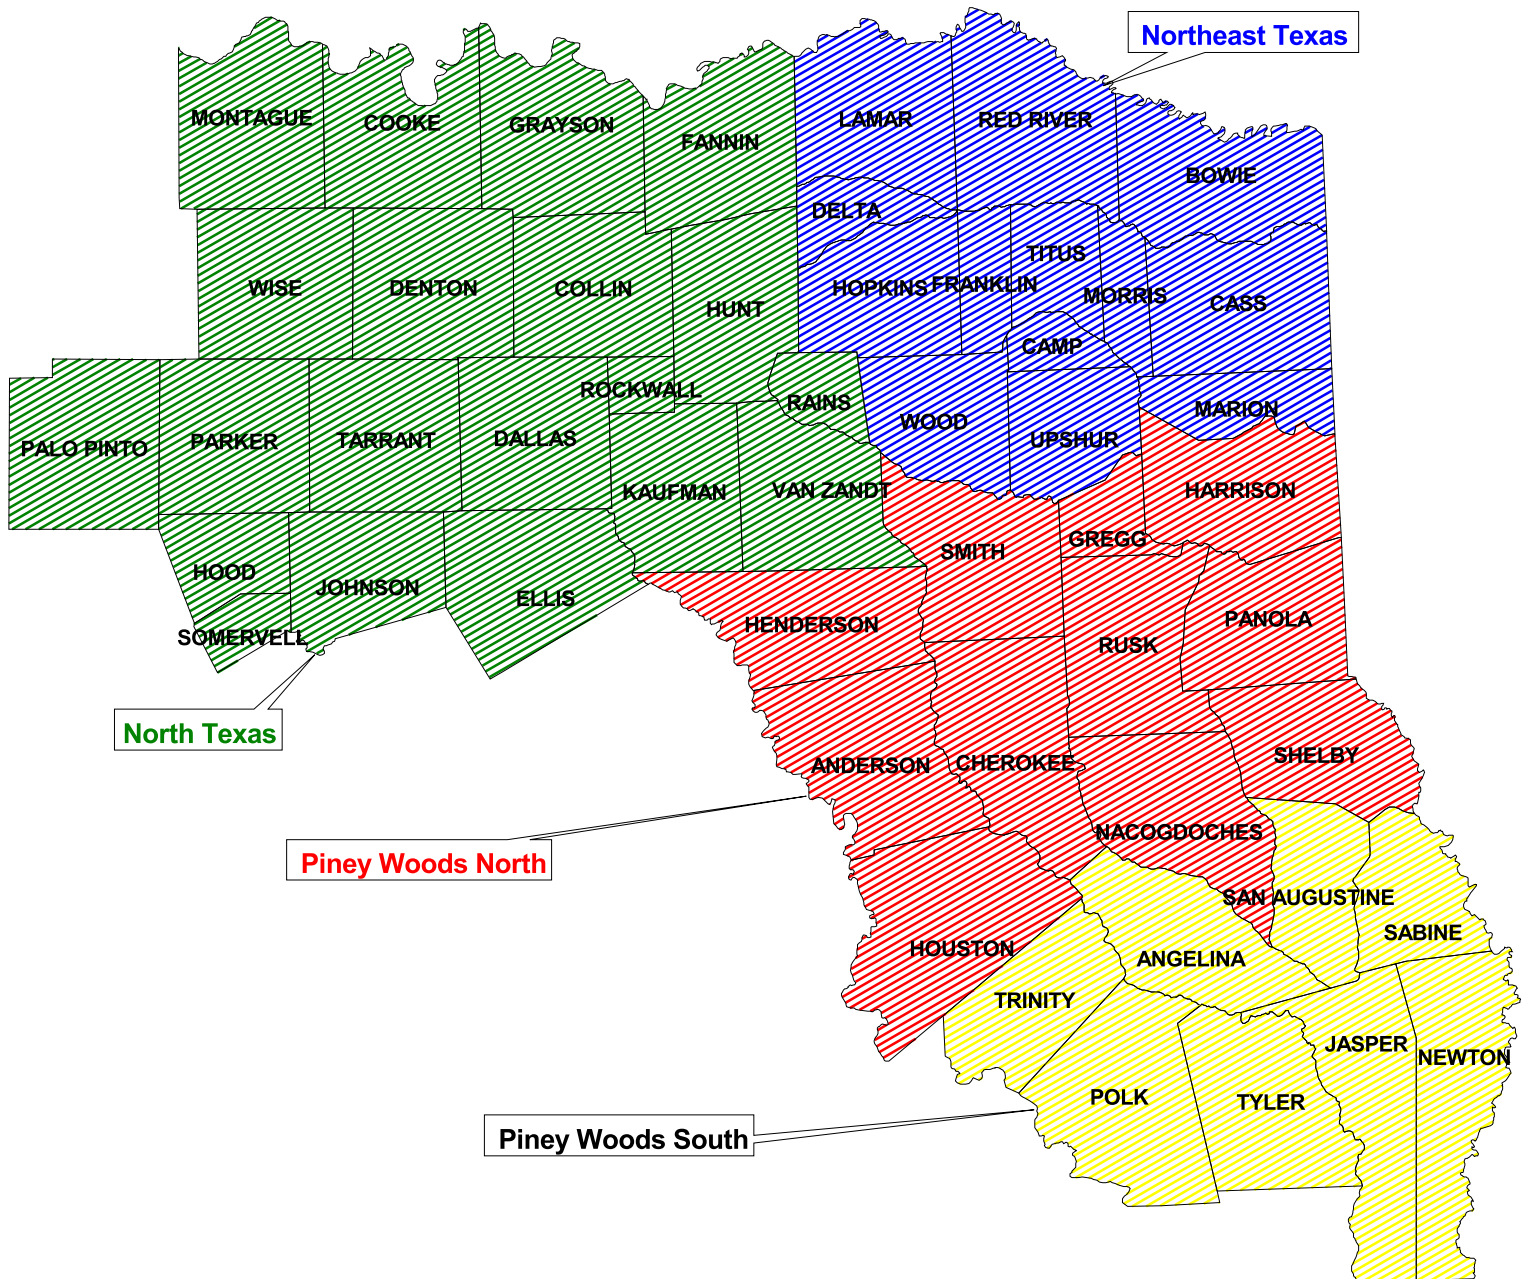 Northeast Texas
MONTAGUE
COOKE
GRAYSON
FANNIN
LAMAR
RED RIVER
BOWIE
DELTA
TITUS
WISE
DENTON
COLLIN
HUNT
HOPKINS
FRANKLIN
MORRIS
CASS
CAMP
ROCKWALL
RAINS
WOOD
MARION
PALO PINTO
PARKER
TARRANT
DALLAS
UPSHUR
KAUFMAN
VAN ZANDT
HARRISON
GREGG
SMITH
HOOD
JOHNSON
ELLIS
SOMERVELL
HENDERSON
RUSK
PANOLA
North Texas
ANDERSON
CHEROKEE
SHELBY
NACOGDOCHES
Piney Woods North
SAN AUGUSTINE
SABINE
HOUSTON
ANGELINA
TRINITY
JASPER
NEWTON
POLK
TYLER
Piney Woods South